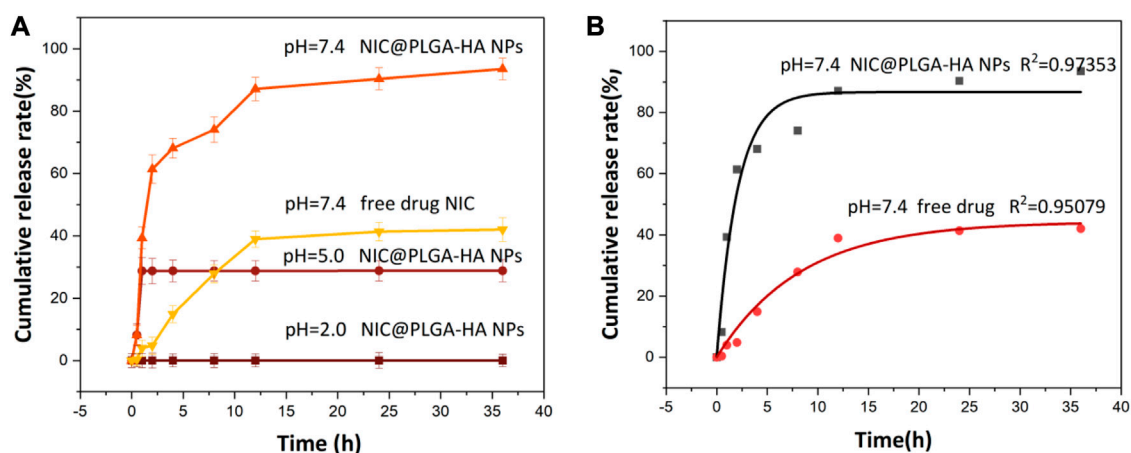 A
Cumulative release rate(%)
100
80
60
40
20
0
pH=7.4 NIC@PLGA-HA NPs
pH=7.4 free drug NIC
pH=5.0 NIC@PLGA-HA NPs
pH=2.0 NIC@PLGA-HA NPs
-5 0 5 10 15 20 25 30 35 40
Time (h)
B
Cumulative release rate(%)
100
80
60
40
20
0
pH=7.4 NIC@PLGA-HA NPs R²=0.97353
pH=7.4 free drug R²=0.95079
-5 0 5 10 15 20 25 30 35 40
Time(h)